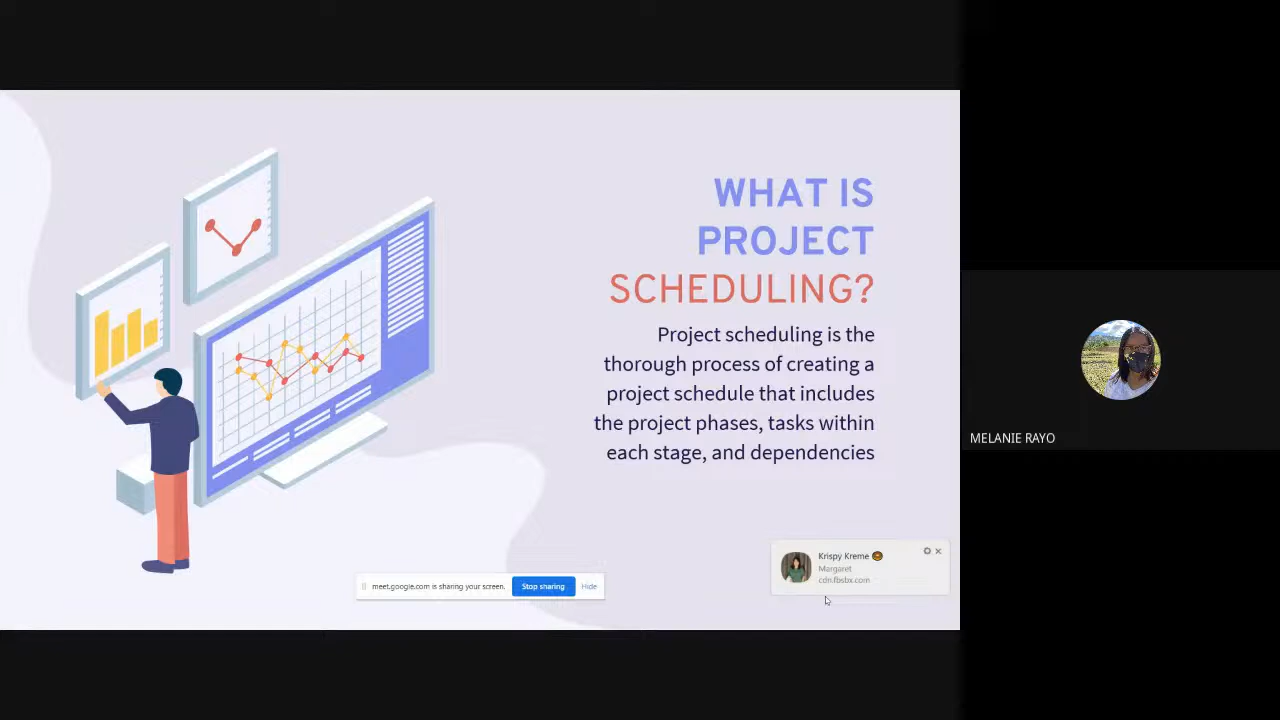 WHAT IS
PROJECT
SCHEDULING?
Project scheduling is the
thorough process of creating a
project schedule that includes
the project phases, tasks within
each stage, and dependencies
MELANIE RAYO
Krispy Kreme
Margaret
cdn.fbsbx.com
meet.google.com is sharing your screen.
Stop sharing
Hide